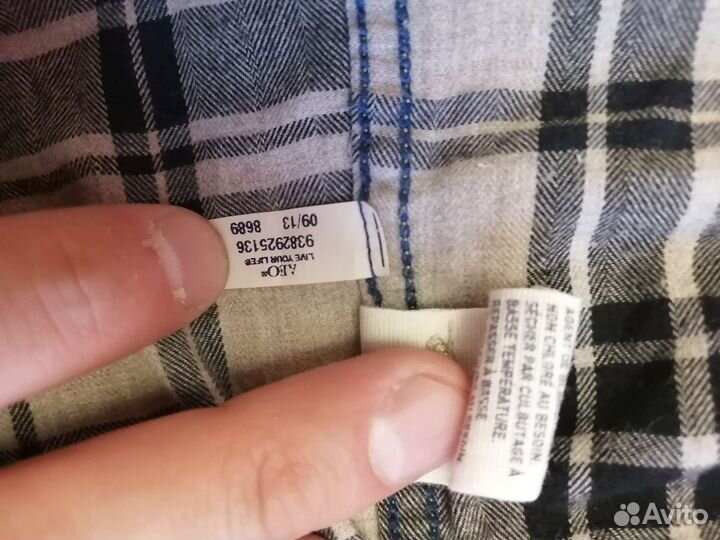 AEO®
LIVE YOUR LIFE®
9382925136
09/13 8689
NON CHLORÉ AU BESOIN.
SÉCHER PAR CULBUTAGE À
BASSE TEMPÉRATURE.
REPASSER À BASSE
Avito